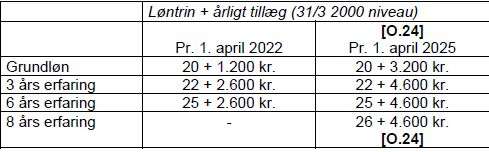 Løntrin + årligt tillæg (31/3 2000 niveau)
[O.24]
Pr. 1. april 2022 Pr. 1. april 2025
Grundløn 20 + 1.200 kr. 20 + 3.200 kr.
3 års erfaring 22 + 2.600 kr. 22 + 4.600 kr.
6 års erfaring 25 + 2.600 kr. 25 + 4.600 kr.
8 års erfaring - 26 + 4.600 kr.
[O.24]